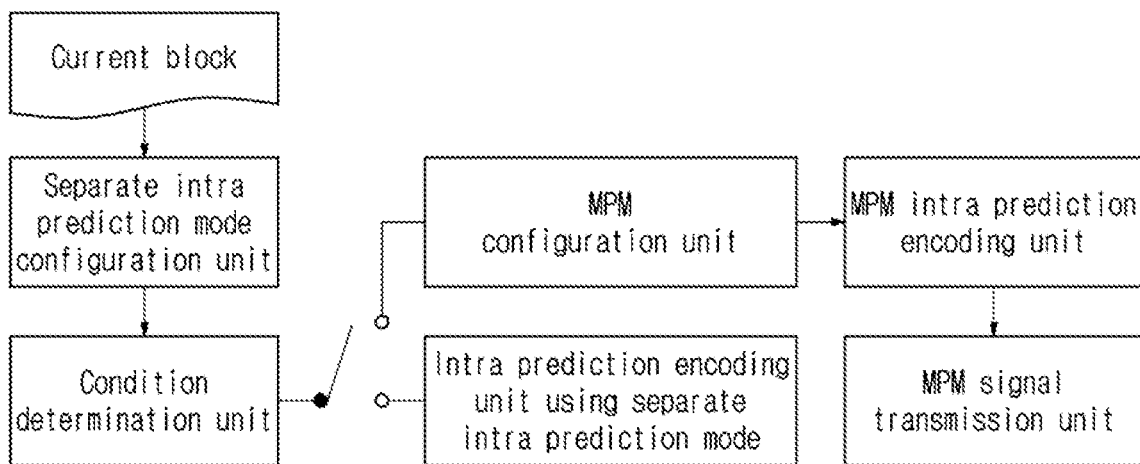 Current block
Separate intra
prediction mode
configuration unit
Condition
determination unit
MPM
configuration unit
Intra prediction encoding
unit using separate
intra prediction mode
MPM intra prediction
encoding unit
MPM signal
transmission unit